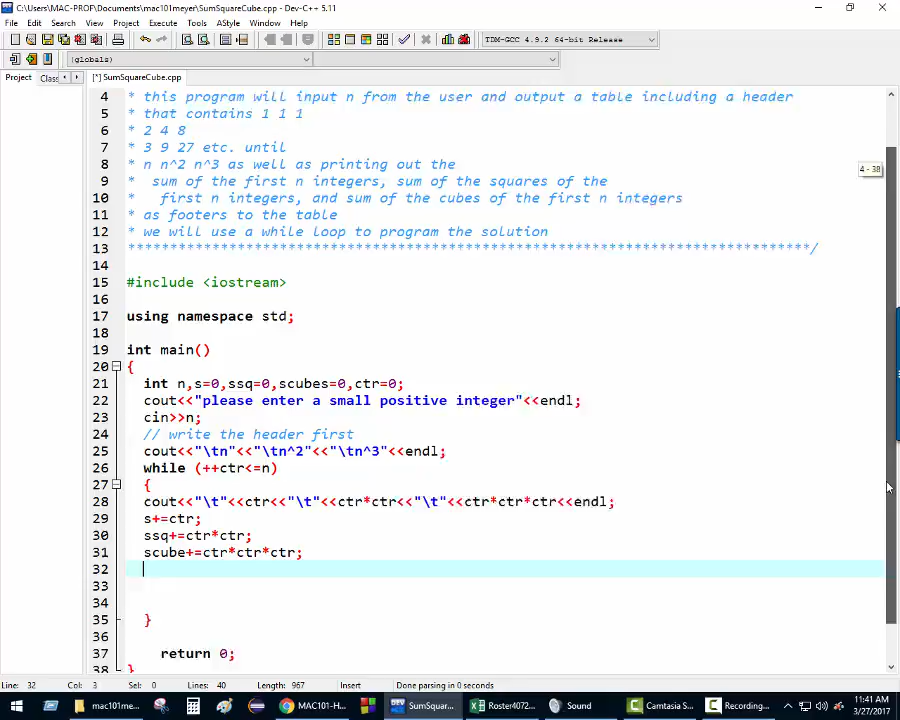 C:\Users\MAC-PROF\Documents\mac101meyer\SumSquareCube.cpp - Dev-C++ 5.11
File Edit Search View Project Execute Tools AStyle Window Help
TDM-GCC 4.9.2 64-bit Release
(globals)
Project Class [*] SumSquareCube.cpp
4 * this program will input n from the user and output a table including a header
5 * that contains 1 1 1
6 * 2 4 8
7 * 3 9 27 etc. until
8 * n n^2 n^3 as well as printing out the
9 * sum of the first n integers, sum of the squares of the
10 * first n integers, and sum of the cubes of the first n integers
11 * as footers to the table
12 * we will use a while loop to program the solution
13 *********************************************************************************/
14
15 #include <iostream>
16
17 using namespace std;
18
19 int main()
20 {
21 int n,s=0,ssq=0,scubes=0,ctr=0;
22 cout<<"please enter a small positive integer"<<endl;
23 cin>>n;
24 // write the header first
25 cout<<"\tn"<<"\tn^2"<<"\tn^3"<<endl;
26 while (++ctr<=n)
27 {
28 cout<<"\t"<<ctr<<"\t"<<ctr*ctr<<"\t"<<ctr*ctr*ctr<<endl;
29 s+=ctr;
30 ssq+=ctr*ctr;
31 scube+=ctr*ctr*ctr;
32
33
34
35 }
36
37 return 0;
38 }
4 - 38
Line: 32 Col: 3 Sel: 0 Lines: 40 Length: 967 Insert Done parsing in 0 seconds
mac101me... MAC101-H... SumSquar... Roster4072... Sound Camtasia S... Recording... 11:41 AM
3/27/2017